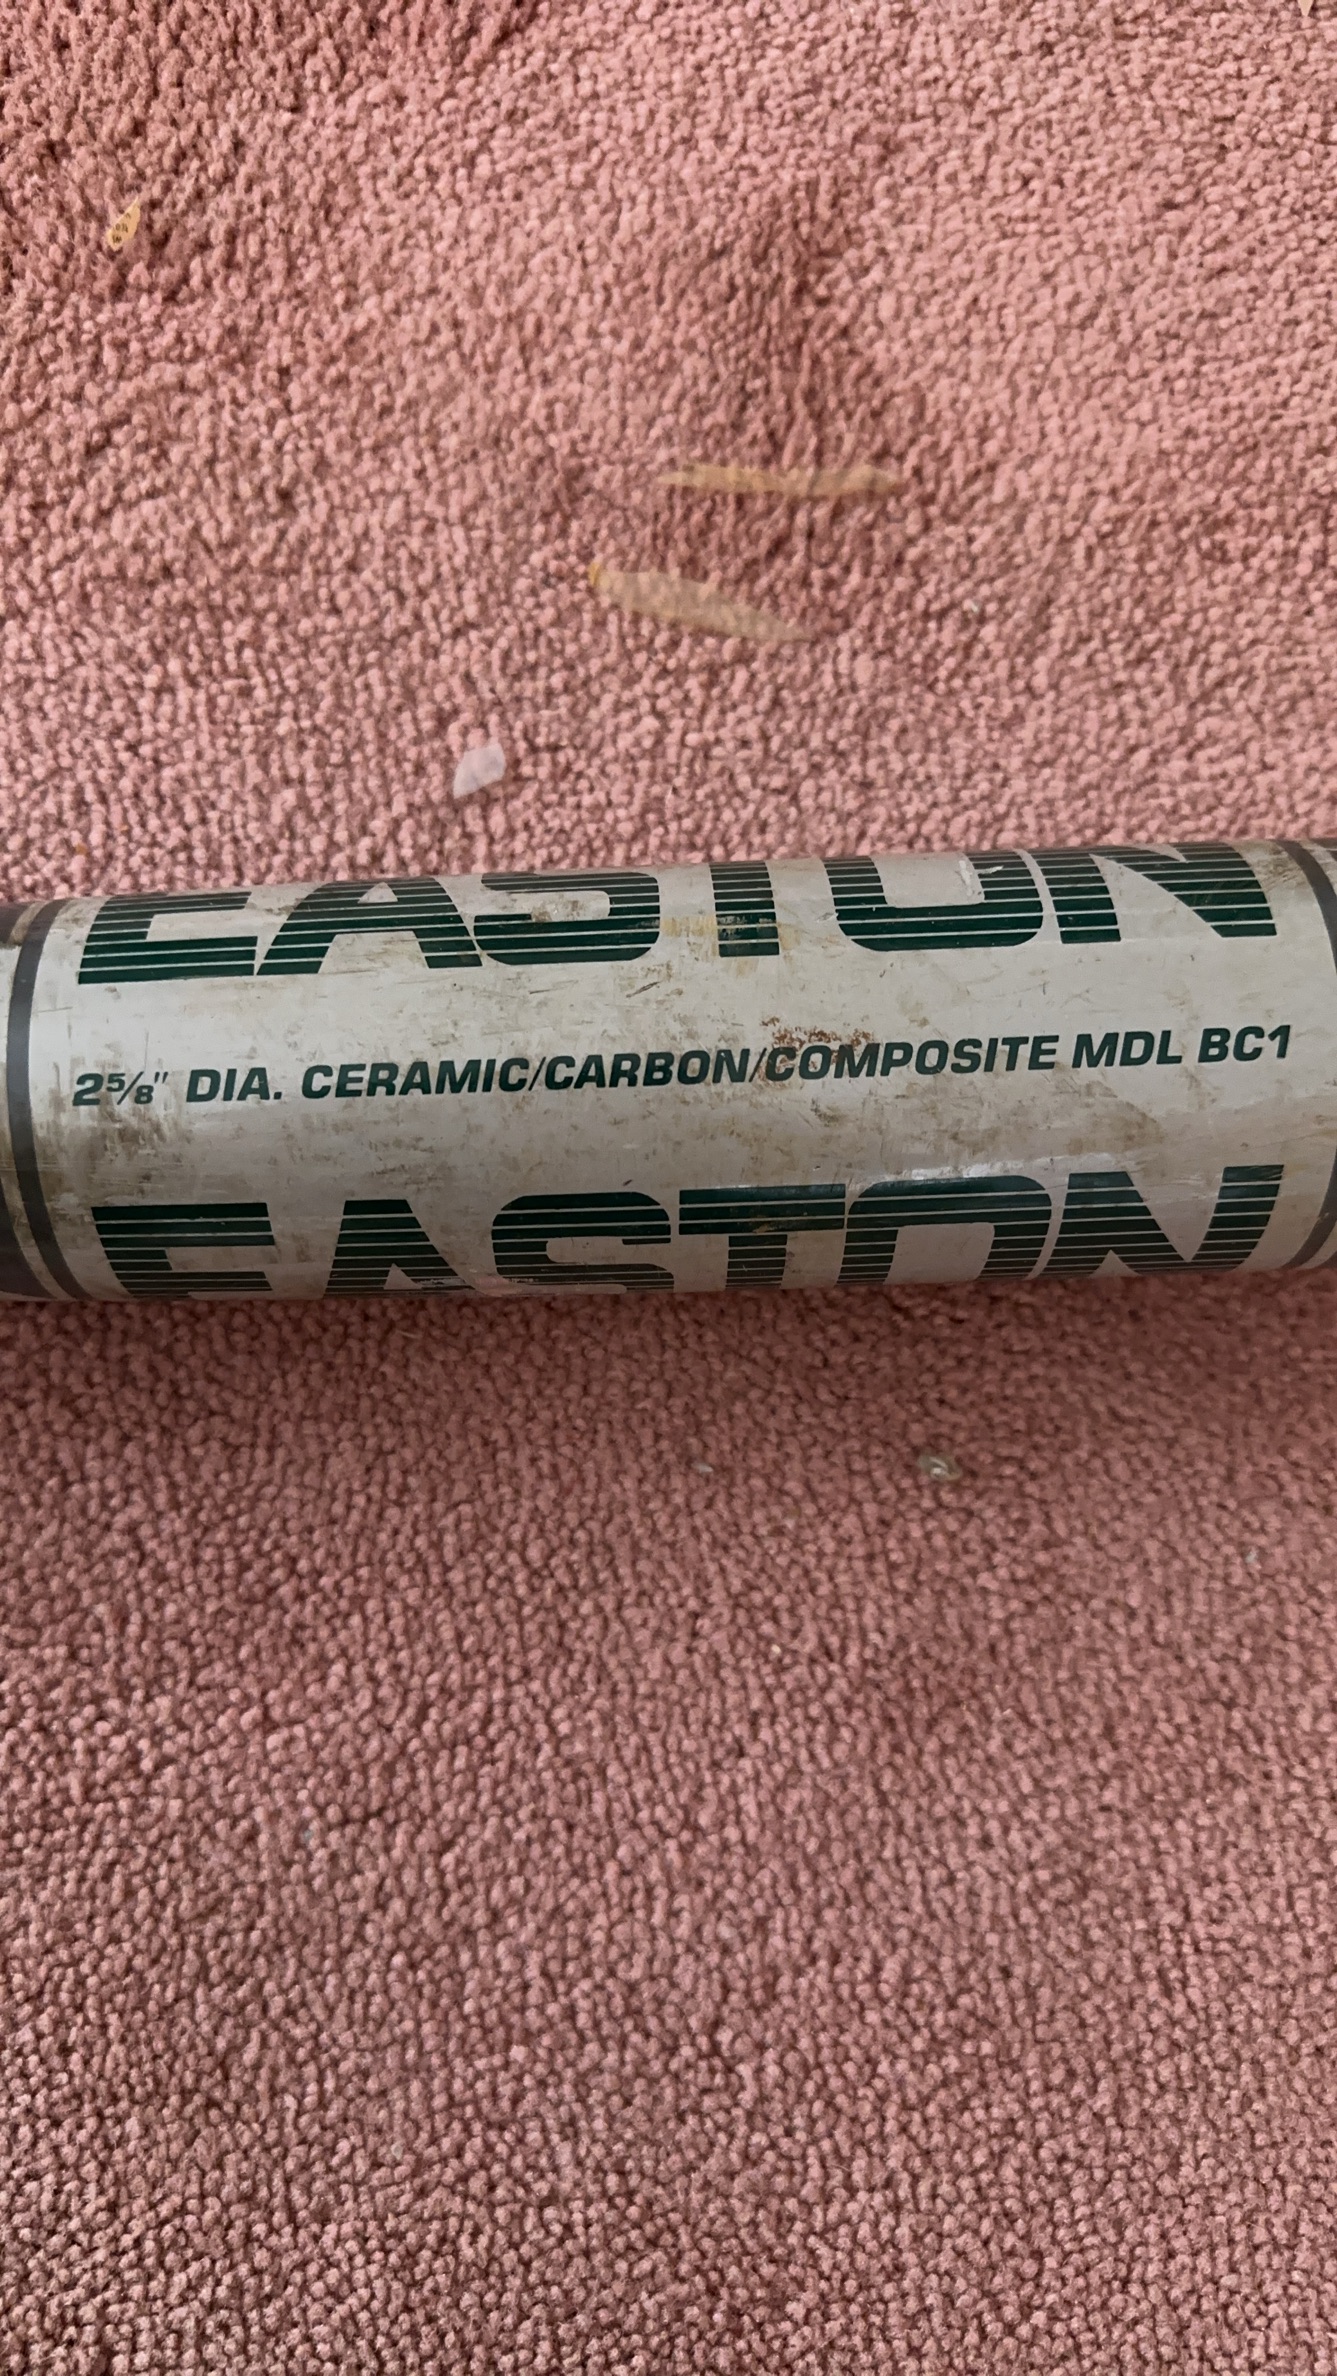 EASTON
2⅝" DIA. CERAMIC/CARBON/COMPOSITE MDL BC1
EASTON